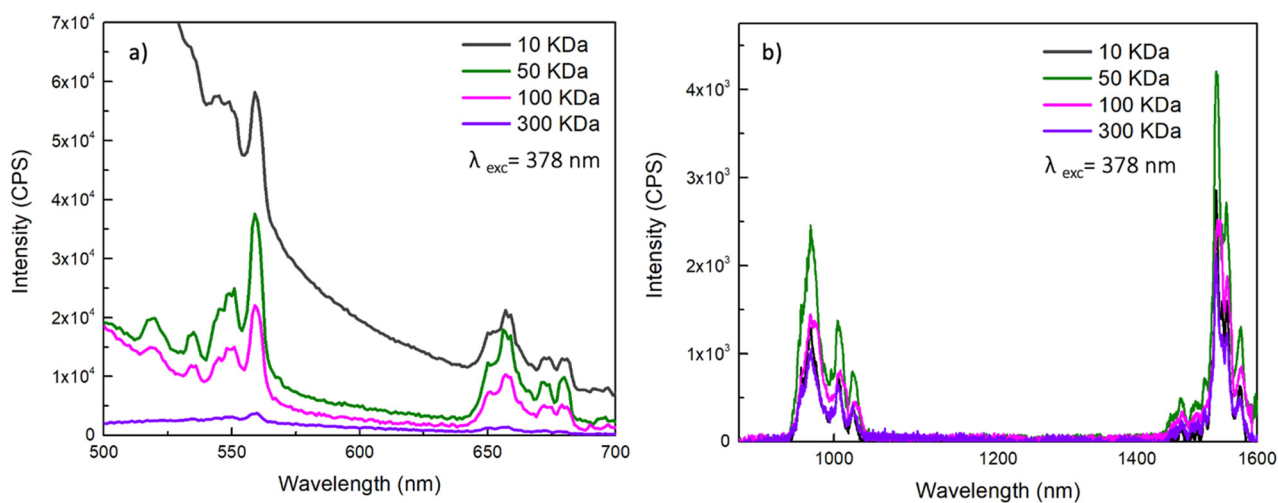 a)
10 KDa
50 KDa
100 KDa
300 KDa
λ exc= 378 nm
7x10⁴
6x10⁴
5x10⁴
4x10⁴
3x10⁴
2x10⁴
1x10⁴
0
Intensity (CPS)
500 550 600 650 700
Wavelength (nm)
b)
10 KDa
50 KDa
100 KDa
300 KDa
λ exc= 378 nm
4x10³
3x10³
2x10³
1x10³
0
Intensity (CPS)
1000 1200 1400 1600
Wavelength (nm)